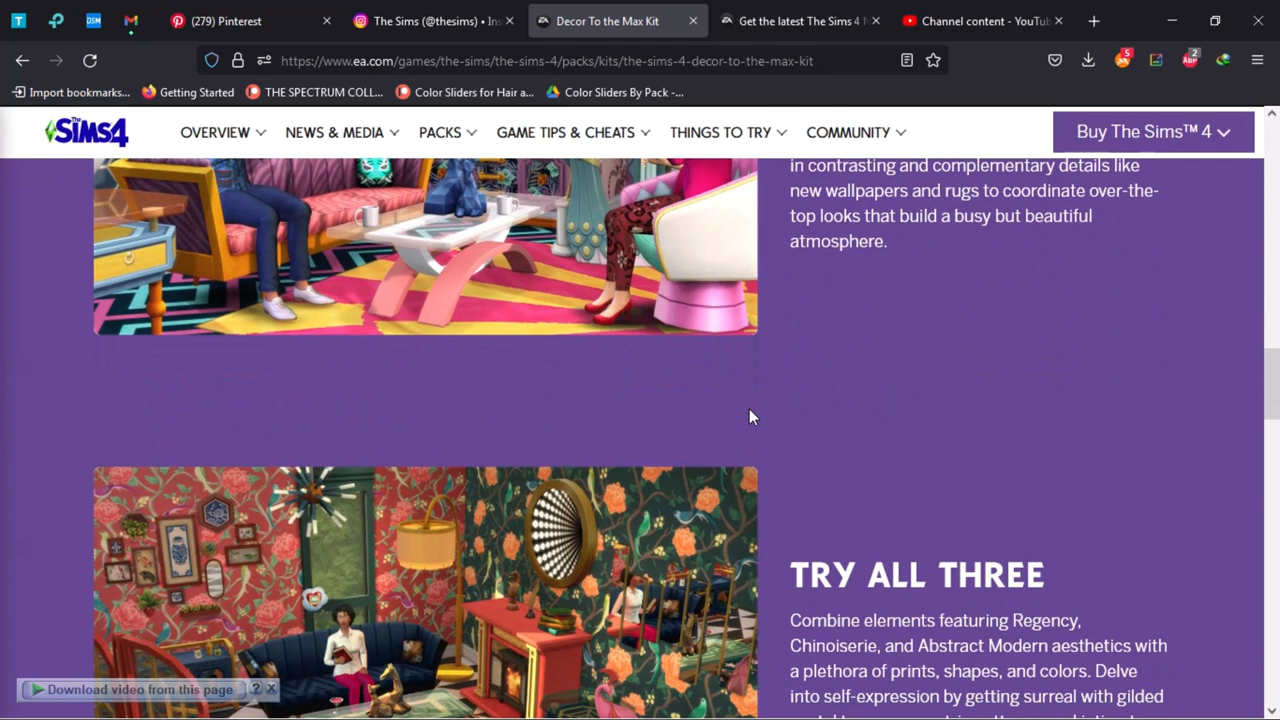 (279) Pinterest
The Sims (@thesims) • Ins
Decor To the Max Kit
Get the latest The Sims 4
Channel content - YouTub
https://www.ea.com/games/the-sims/the-sims-4/packs/kits/the-sims-4-decor-to-the-max-kit
5
2
ABP
Import bookmarks...
Getting Started
THE SPECTRUM COLL...
Color Sliders for Hair a...
Color Sliders By Pack -...
The SiMS4
OVERVIEW
NEWS & MEDIA
PACKS
GAME TIPS & CHEATS
THINGS TO TRY
COMMUNITY
Buy The Sims™ 4
in contrasting and complementary details like
new wallpapers and rugs to coordinate over-the-
top looks that build a busy but beautiful
atmosphere.
TRY ALL THREE
Combine elements featuring Regency,
Chinoiserie, and Abstract Modern aesthetics with
a plethora of prints, shapes, and colors. Delve
into self-expression by getting surreal with gilded
Download video from this page
?